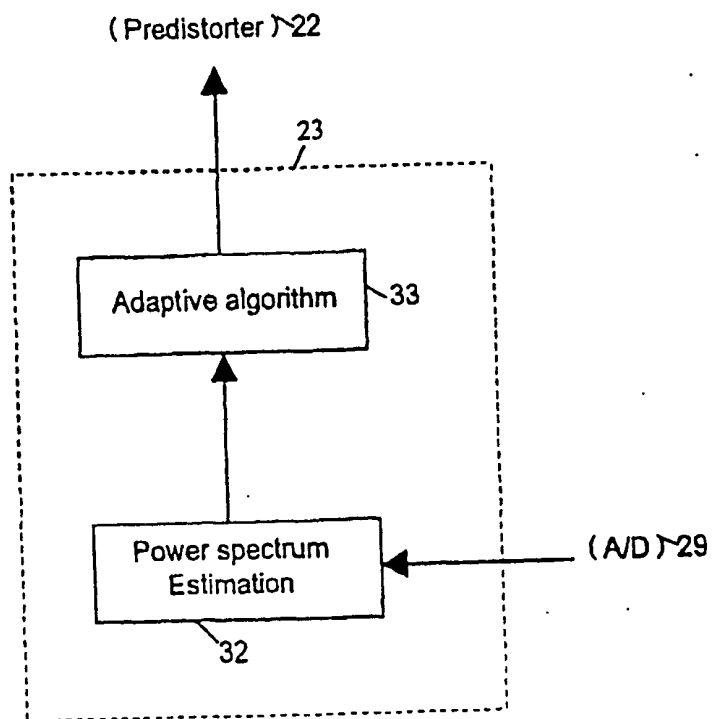 (Predistorter) 22
23
Adaptive algorithm
33
Power spectrum
Estimation
(A/D) 29
32